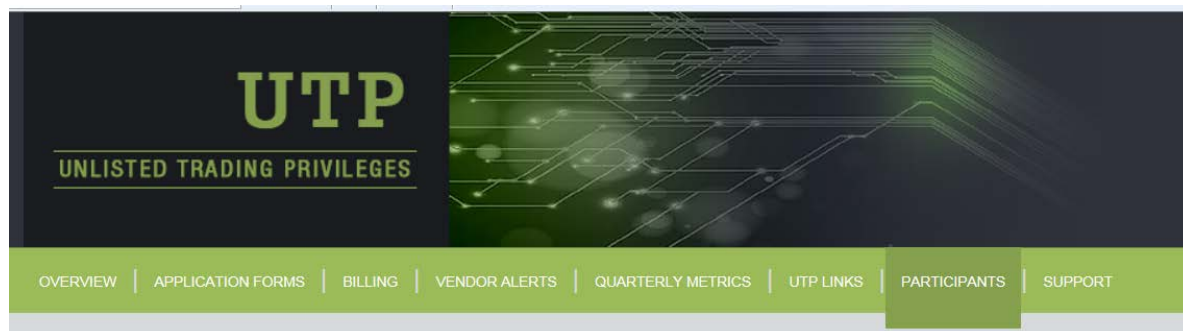 UTP
UNLISTED TRADING PRIVILEGES
OVERVIEW APPLICATION FORMS BILLING VENDOR ALERTS QUARTERLY METRICS UTP LINKS PARTICIPANTS SUPPORT